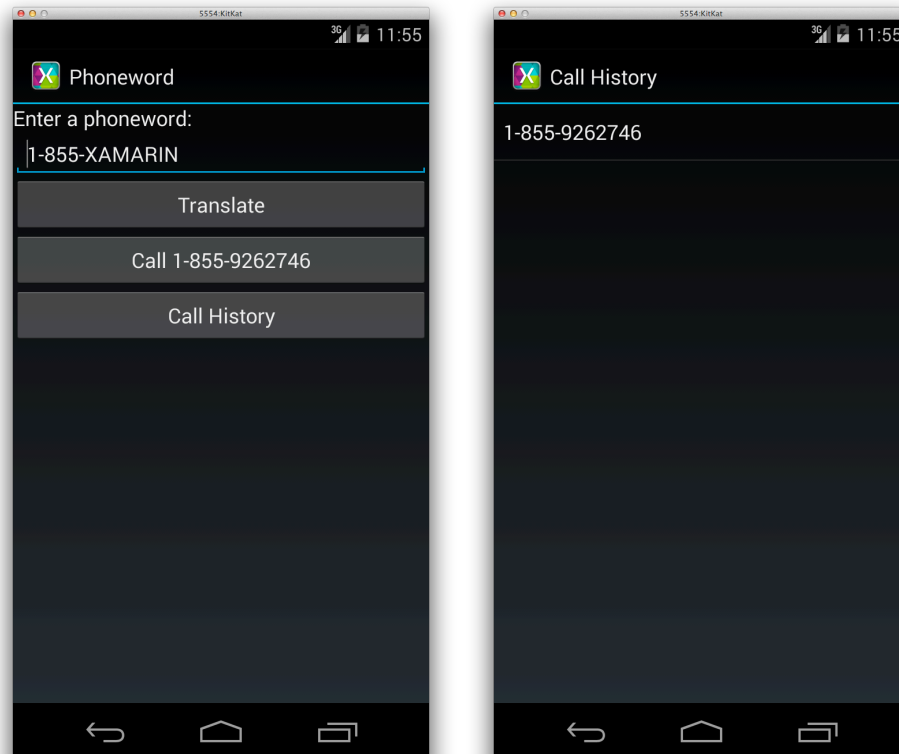 5554:KitKat
3G 11:55
X Phoneword
Enter a phoneword:
1-855-XAMARIN
Translate
Call 1-855-9262746
Call History
5554:KitKat
3G 11:55
X Call History
1-855-9262746